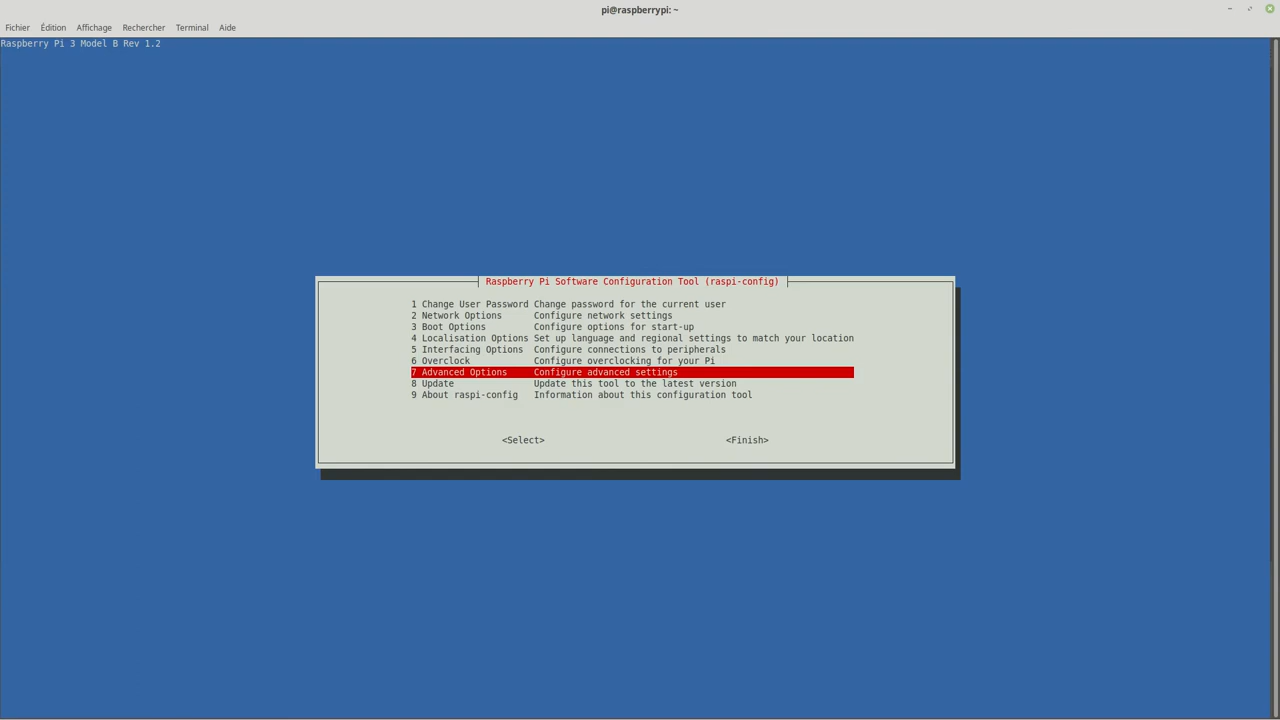 pi@raspberrypi: ~
Fichier Édition Affichage Rechercher Terminal Aide
Raspberry Pi 3 Model B Rev 1.2
Raspberry Pi Software Configuration Tool (raspi-config)
1 Change User Password Change password for the current user
2 Network Options Configure network settings
3 Boot Options Configure options for start-up
4 Localisation Options Set up language and regional settings to match your location
5 Interfacing Options Configure connections to peripherals
6 Overclock Configure overclocking for your Pi
7 Advanced Options Configure advanced settings
8 Update Update this tool to the latest version
9 About raspi-config Information about this configuration tool
<Select> <Finish>